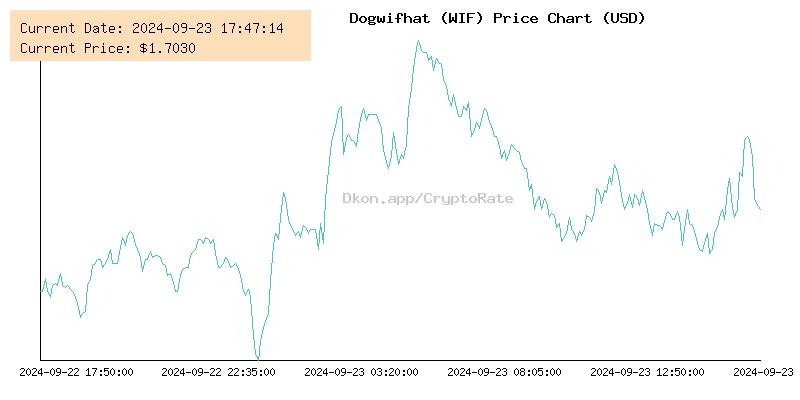 Dogwifhat (WIF) Price Chart (USD)
Current Date: 2024-09-23 17:47:14
Current Price: $1.7030
Dkon.app/CryptoRate
2024-09-22 17:50:00
2024-09-22 22:35:00
2024-09-23 03:20:00
2024-09-23 08:05:00
2024-09-23 12:50:00
2024-09-23